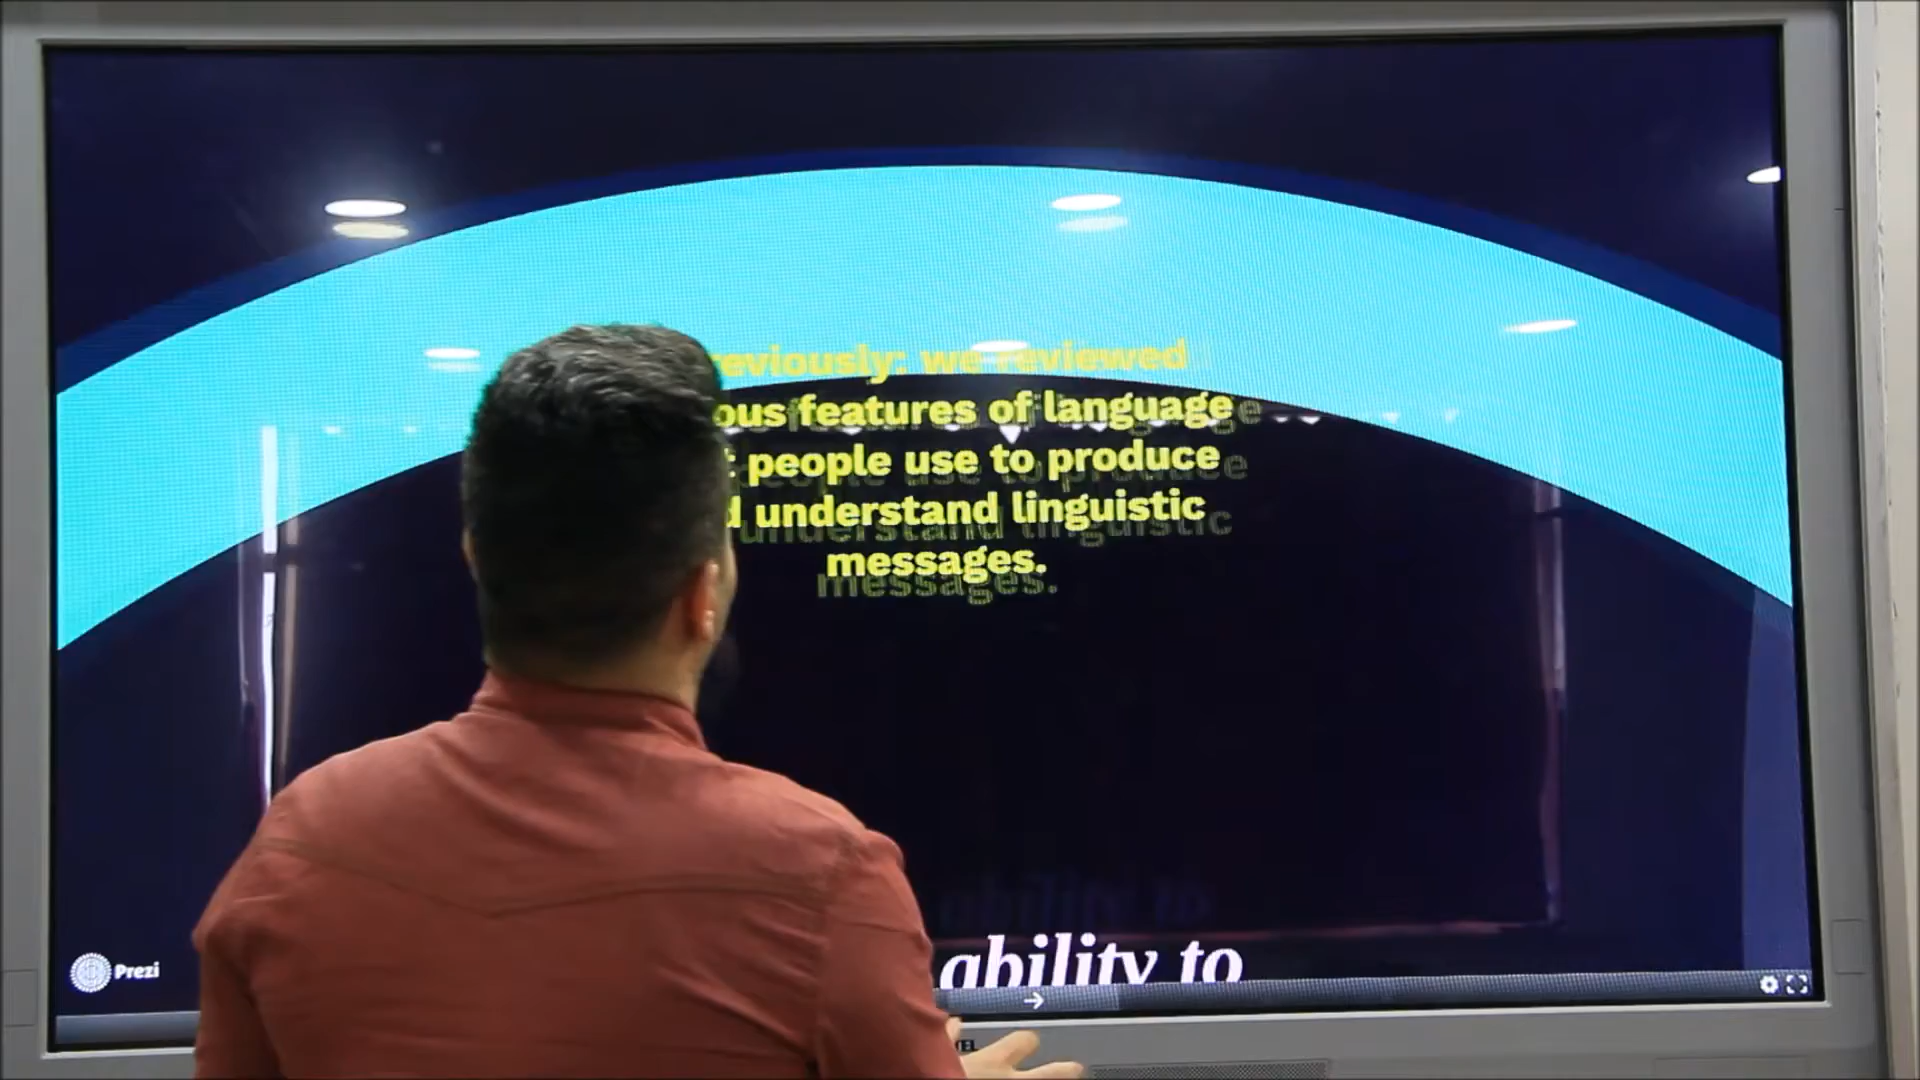 reviously: we reviewed
ous features of language
people use to produce
d understand linguistic
messages.
ability to
Prezi